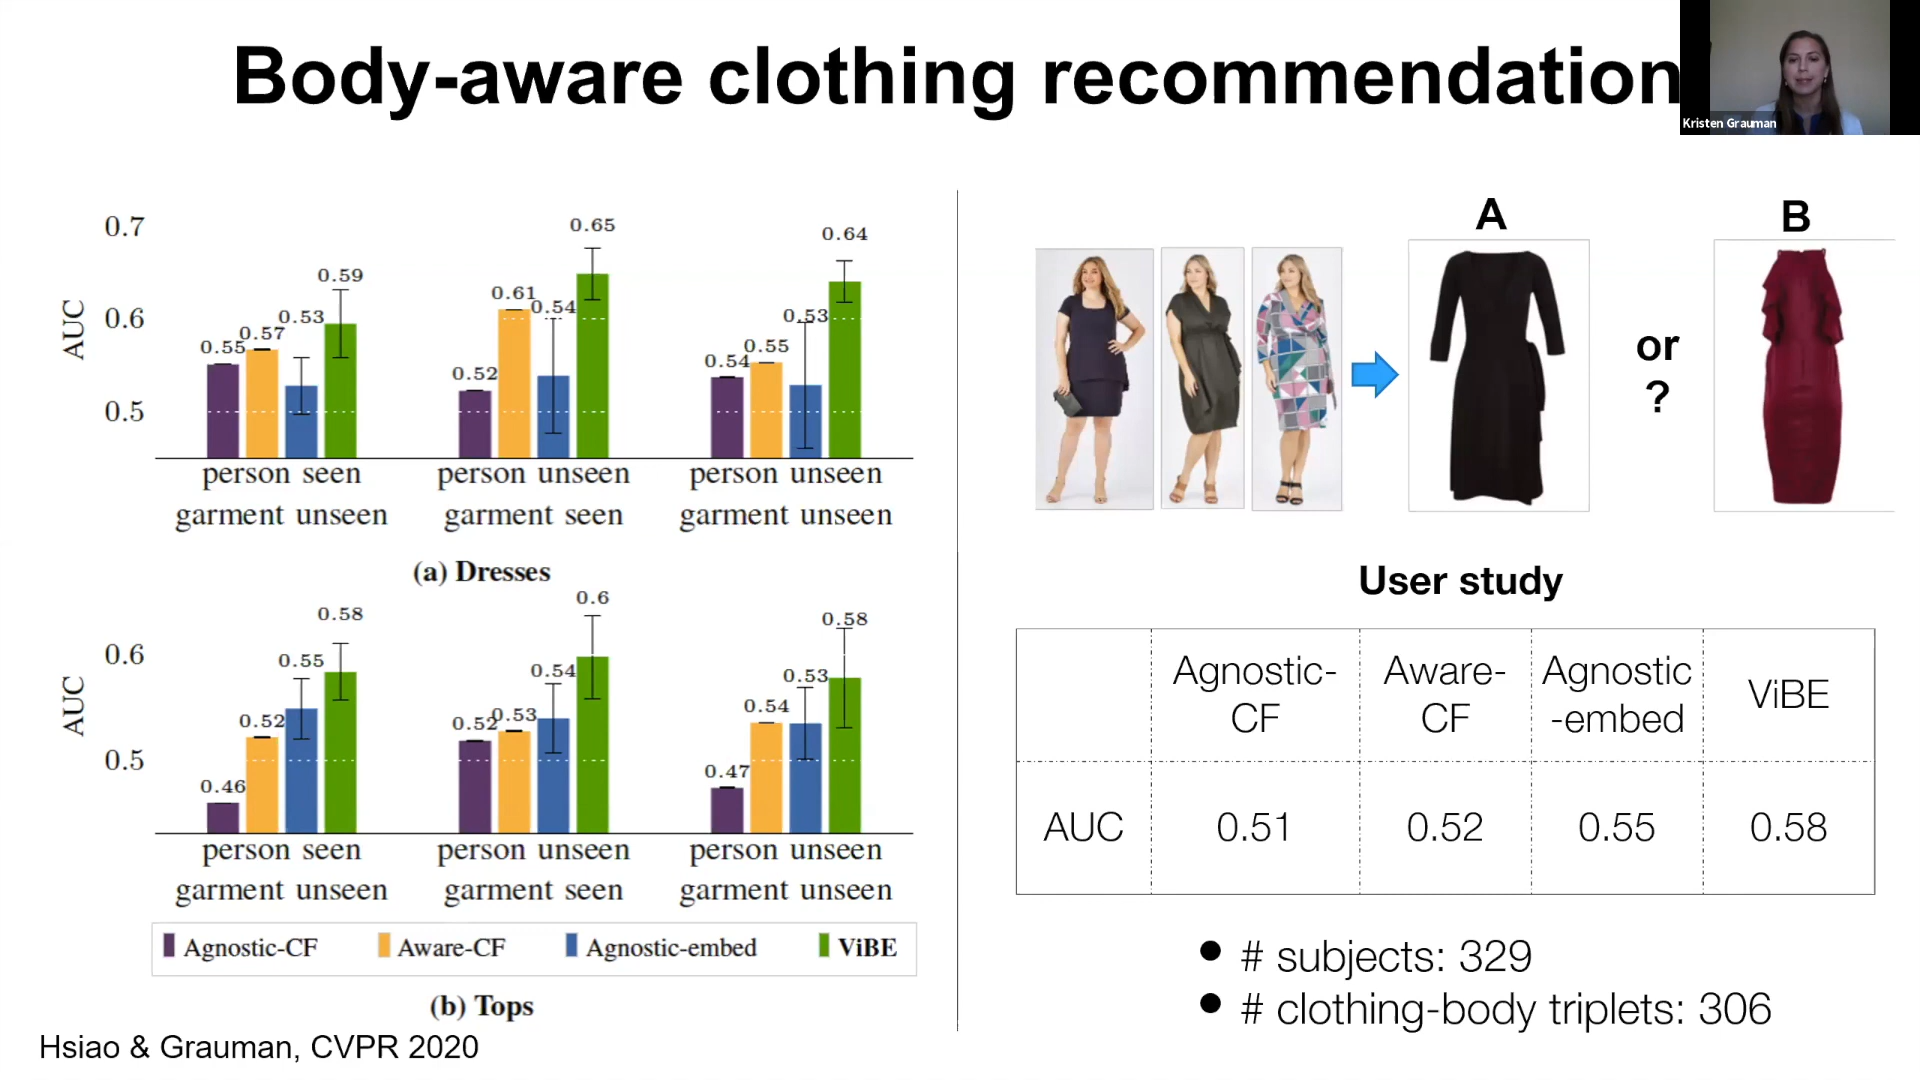 Body-aware clothing recommendation
Kristen Grauman
0.7
0.6
0.5
AUC
0.55 0.57 0.53 0.59
0.52 0.61 0.54 0.65
0.54 0.55 0.53 0.64
person seen person unseen person unseen
garment unseen garment seen garment unseen
(a) Dresses
0.6
0.5
AUC
0.46 0.52 0.55 0.58
0.52 0.53 0.54 0.6
0.47 0.54 0.53 0.58
person seen person unseen person unseen
garment unseen garment seen garment unseen
Agnostic-CF Aware-CF Agnostic-embed ViBE
(b) Tops
Hsiao & Grauman, CVPR 2020
A
B
or
?
User study
Agnostic-
CF
Aware-
CF
Agnostic
-embed
ViBE
AUC 0.51 0.52 0.55 0.58
• # subjects: 329
• # clothing-body triplets: 306